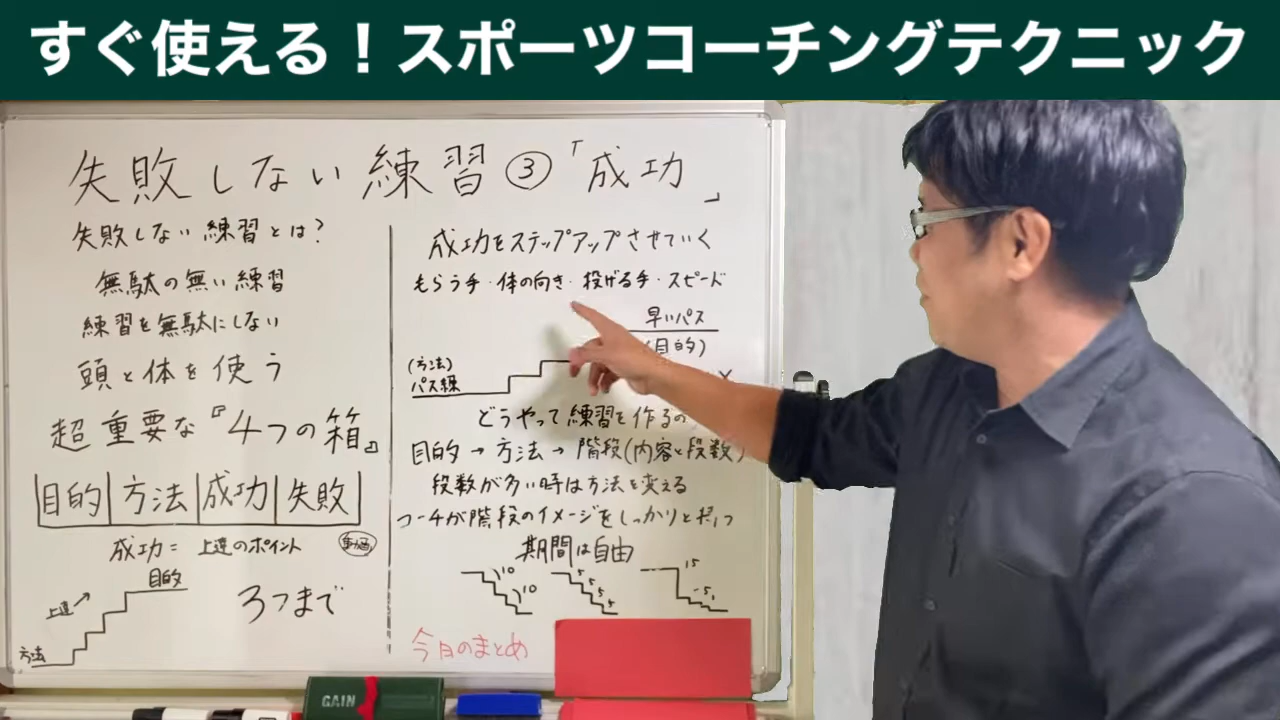 すぐ使える！スポーツコーチングテクニック
失敗しない練習③「成功」
失敗しない練習とは？
無駄の無い練習
練習を無駄にしない
頭と体を使う
超重要な『4つの箱』
目的 方法 成功 失敗
成功＝上達のポイント
目的
上達
方法
3つまで
成功をステップアップさせていく
もらう手・体の向き・投げる手・スピード
早いパス
(目的)
(方法)
パス練
どうやって練習を作るの
目的→方法→階段(内容と段数)
段数が多い時は方法を変える
コーチが階段のイメージをしっかりと持つ
期間は自由
10
10
5
5
5
5
15
-5
今日のまとめ
GAIN